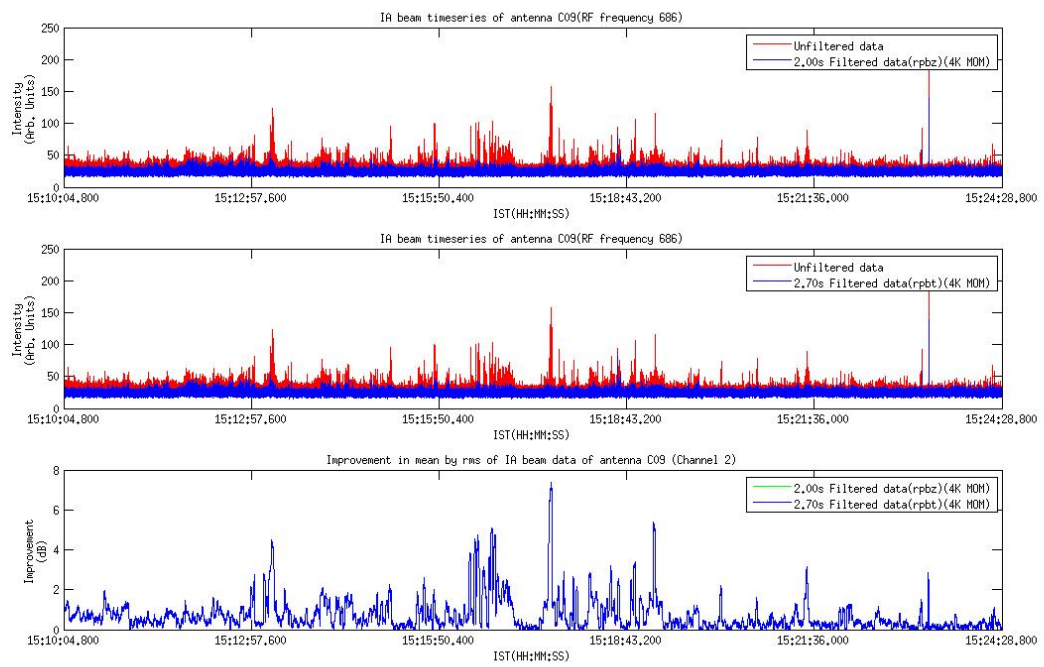 IA beam timeseries of antenna C09(RF frequency 686)
250
200
150
100
50
0
Intensity
(Arb. Units)
Unfiltered data
2.00s Filtered data(rpbz)(4K MOM)
15:10:04.800 15:12:57.600 15:15:50.400 15:18:43.200 15:21:36.000 15:24:28.800
IST(HH:MM:SS)
IA beam timeseries of antenna C09(RF frequency 686)
250
200
150
100
50
0
Intensity
(Arb. Units)
Unfiltered data
2.70s Filtered data(rpbt)(4K MOM)
15:10:04.800 15:12:57.600 15:15:50.400 15:18:43.200 15:21:36.000 15:24:28.800
IST(HH:MM:SS)
Improvement in mean by rms of IA beam data of antenna C09 (Channel 2)
8
6
4
2
0
Improvement
(dB)
2.00s Filtered data(rpbz)(4K MOM)
2.70s Filtered data(rpbt)(4K MOM)
15:10:04.800 15:12:57.600 15:15:50.400 15:18:43.200 15:21:36.000 15:24:28.800
IST(HH:MM:SS)